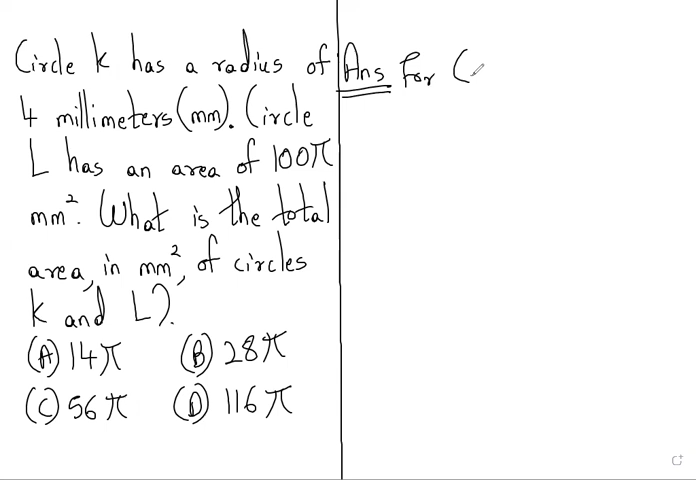 Circle K has a radius of
4 millimeters (mm). Circle
L has an area of 100π
mm². What is the total
area, in mm², of circles
K and L?.
(A) 14π (B) 28π
(C) 56π (D) 116π
Ans For (